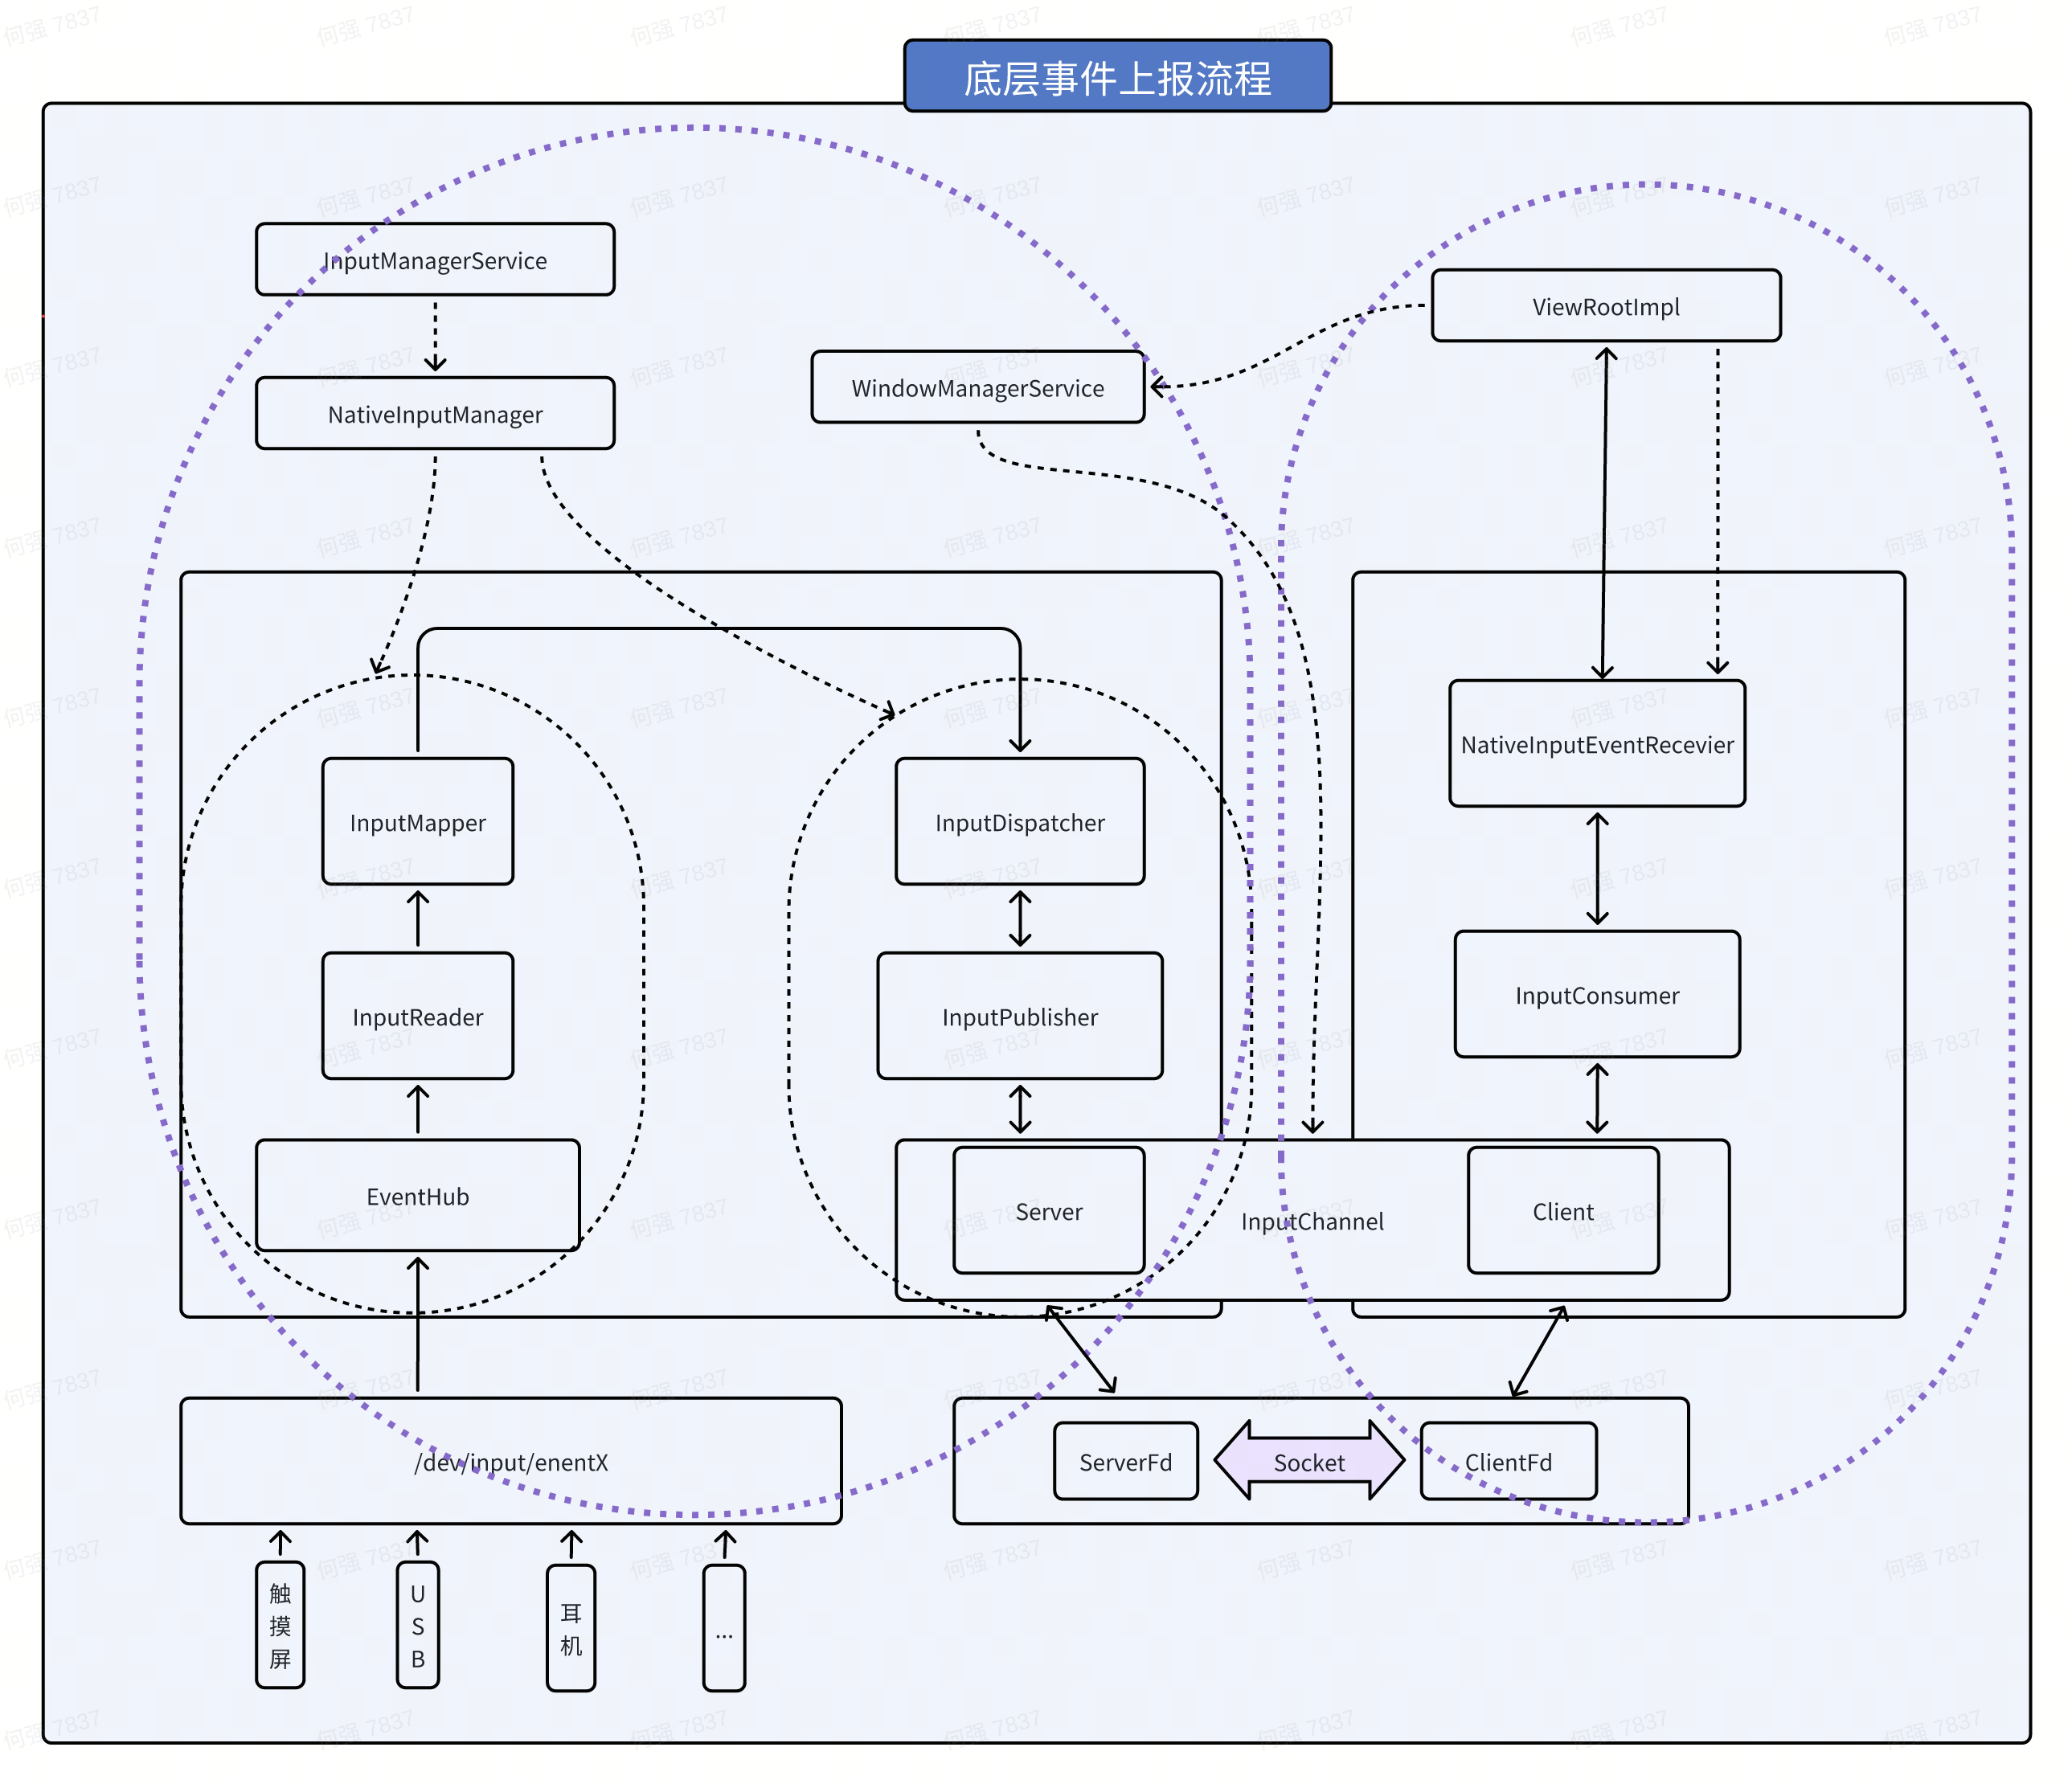 底层事件上报流程
InputManagerService
ViewRootImpl
WindowManagerService
NativeInputManager
NativeInputEventRecevier
InputMapper
InputDispatcher
InputConsumer
InputReader
InputPublisher
EventHub
Server
InputChannel
Client
/dev/input/enentX
ServerFd
Socket
ClientFd
触
摸
屏
U
S
B
耳
机
...
何强 7837